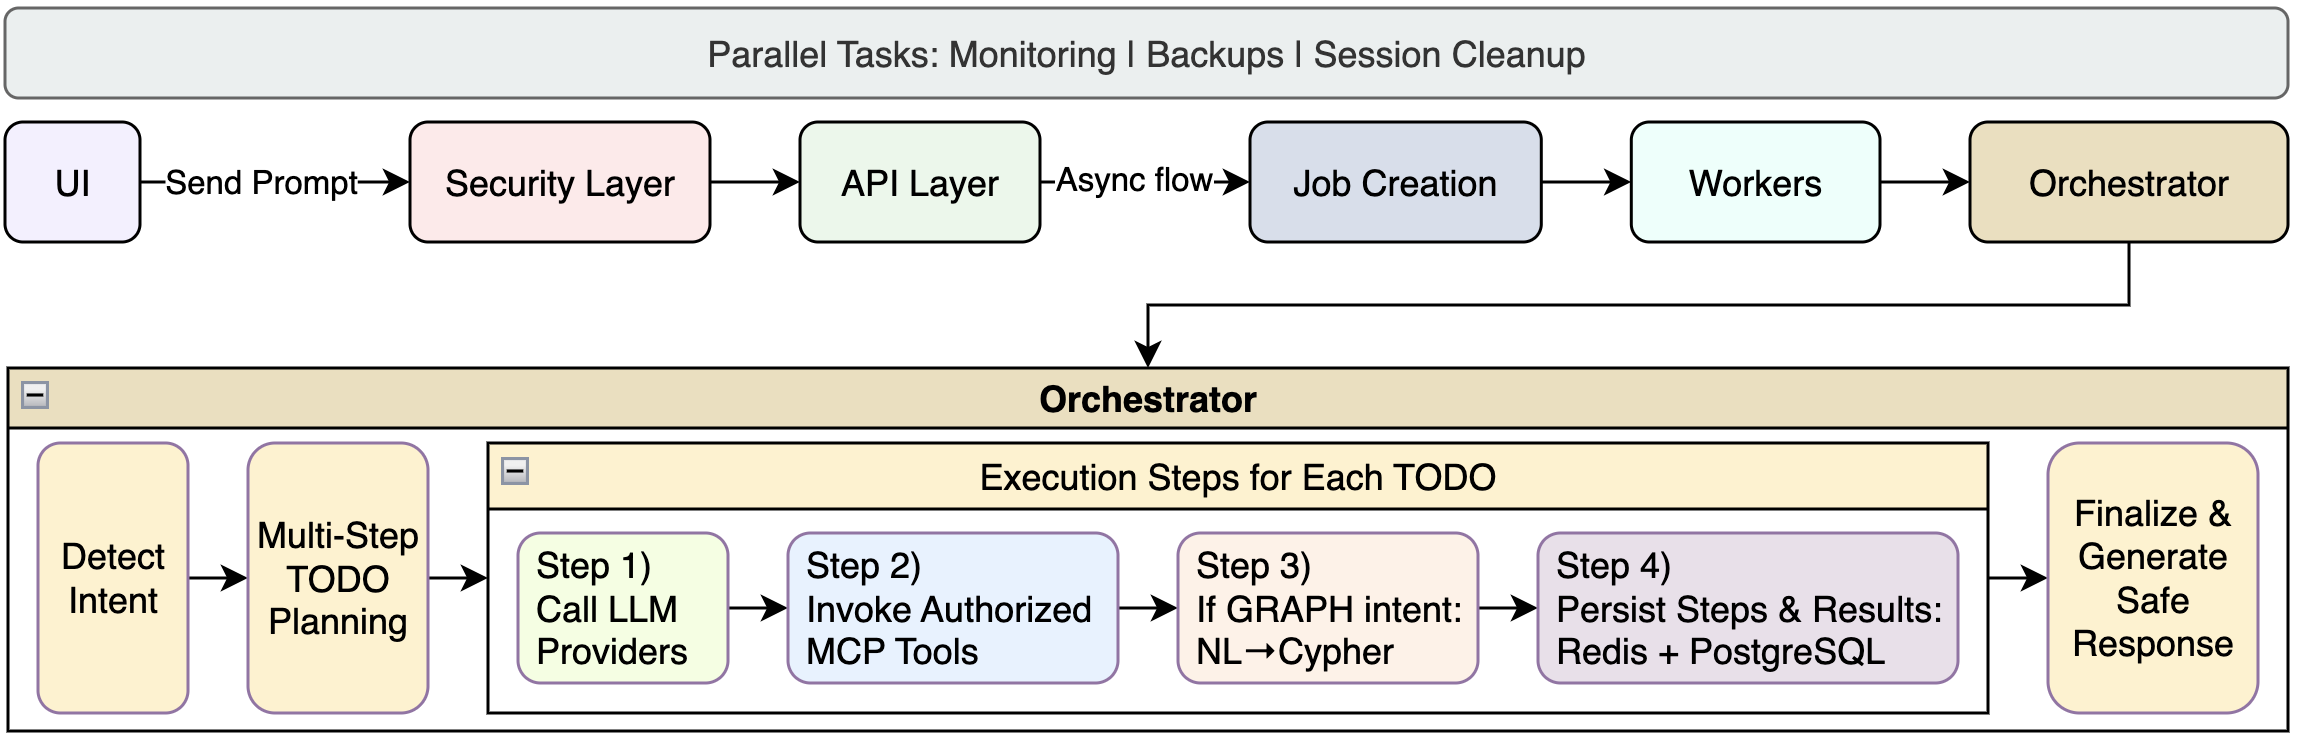 Parallel Tasks: Monitoring | Backups | Session Cleanup
UI
Send Prompt
Security Layer
API Layer
Async flow
Job Creation
Workers
Orchestrator
Orchestrator
Detect
Intent
Multi-Step
TODO
Planning
Execution Steps for Each TODO
Step 1)
Call LLM
Providers
Step 2)
Invoke Authorized
MCP Tools
Step 3)
If GRAPH intent:
NL→Cypher
Step 4)
Persist Steps & Results:
Redis + PostgreSQL
Finalize &
Generate
Safe
Response